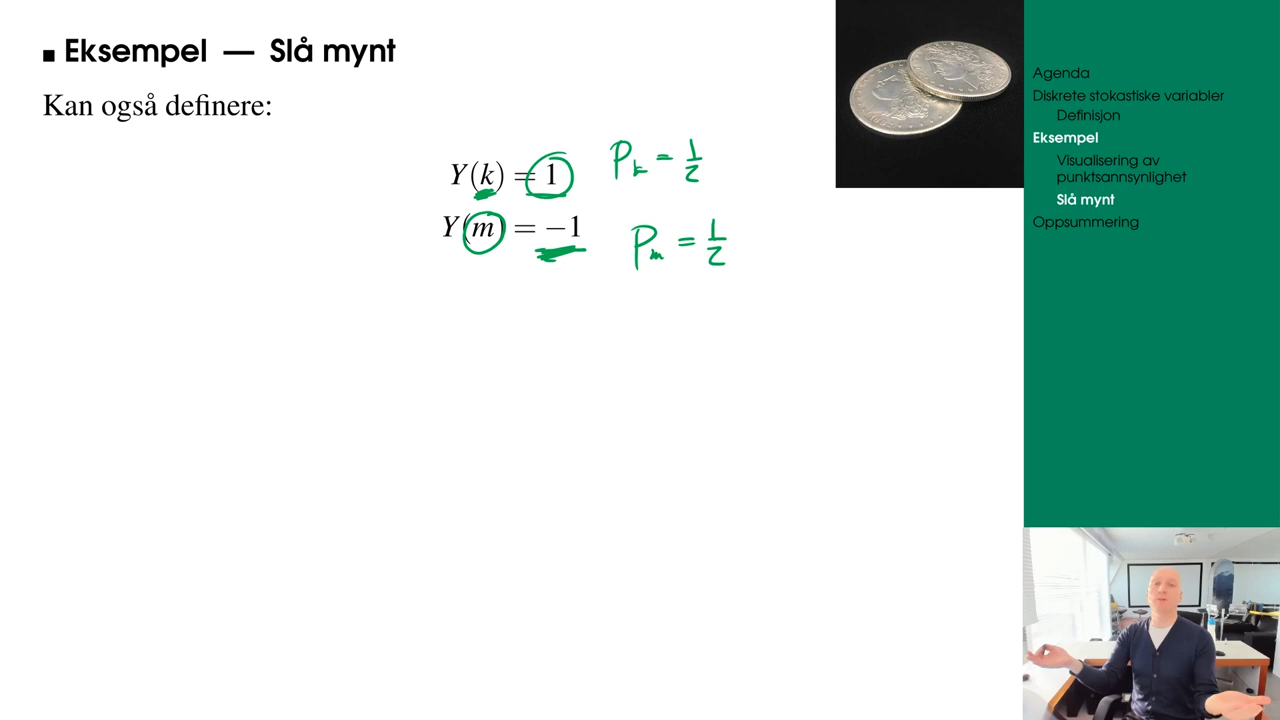 Eksempel — Slå mynt
Kan også definere:
Y(k) = 1
P_k = 1/2
Y(m) = −1
P_m = 1/2
Agenda
Diskrete stokastiske variabler
Definisjon
Eksempel
Visualisering av
punktsannsynlighet
Slå mynt
Oppsummering